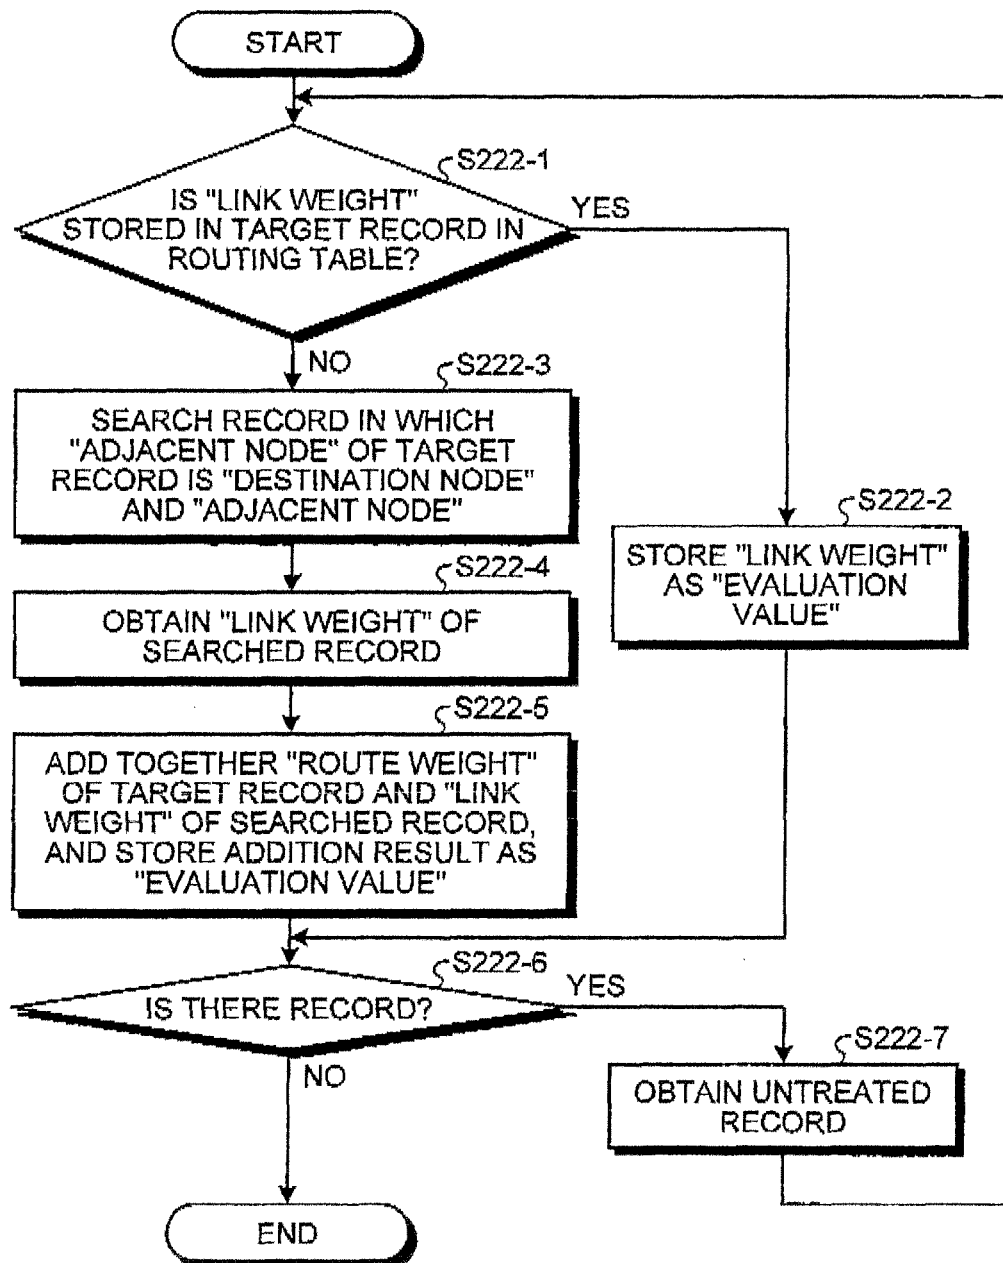 START
S222-1
IS "LINK WEIGHT"
STORED IN TARGET RECORD IN
ROUTING TABLE?
YES
NO
S222-3
SEARCH RECORD IN WHICH
"ADJACENT NODE" OF TARGET
RECORD IS "DESTINATION NODE"
AND "ADJACENT NODE"
S222-2
STORE "LINK WEIGHT"
AS "EVALUATION
VALUE"
S222-4
OBTAIN "LINK WEIGHT" OF
SEARCHED RECORD
S222-5
ADD TOGETHER "ROUTE WEIGHT"
OF TARGET RECORD AND "LINK
WEIGHT" OF SEARCHED RECORD,
AND STORE ADDITION RESULT AS
"EVALUATION VALUE"
S222-6
IS THERE RECORD?
YES
NO
S222-7
OBTAIN UNTREATED
RECORD
END